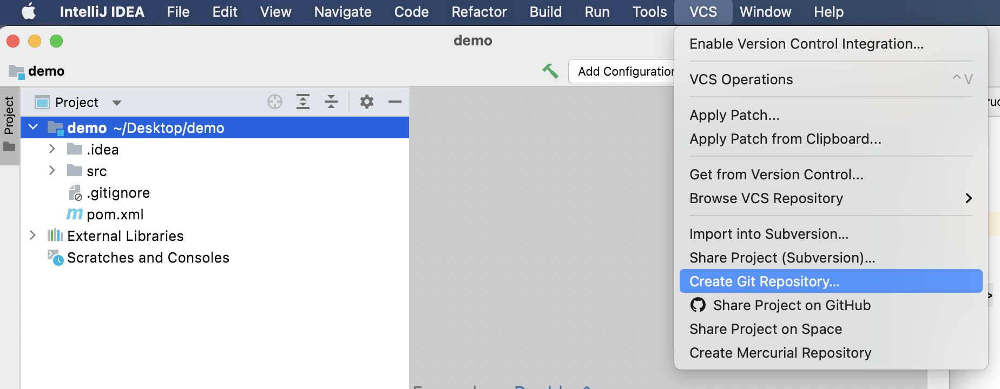 IntelliJ IDEA File Edit View Navigate Code Refactor Build Run Tools VCS Window Help
demo
demo
Add Configuration
Project
Project
demo ~/Desktop/demo
.idea
src
.gitignore
m pom.xml
External Libraries
Scratches and Consoles
Enable Version Control Integration...
VCS Operations ^V
Apply Patch...
Apply Patch from Clipboard...
Get from Version Control...
Browse VCS Repository
Import into Subversion...
Share Project (Subversion)...
Create Git Repository...
Share Project on GitHub
Share Project on Space
Create Mercurial Repository